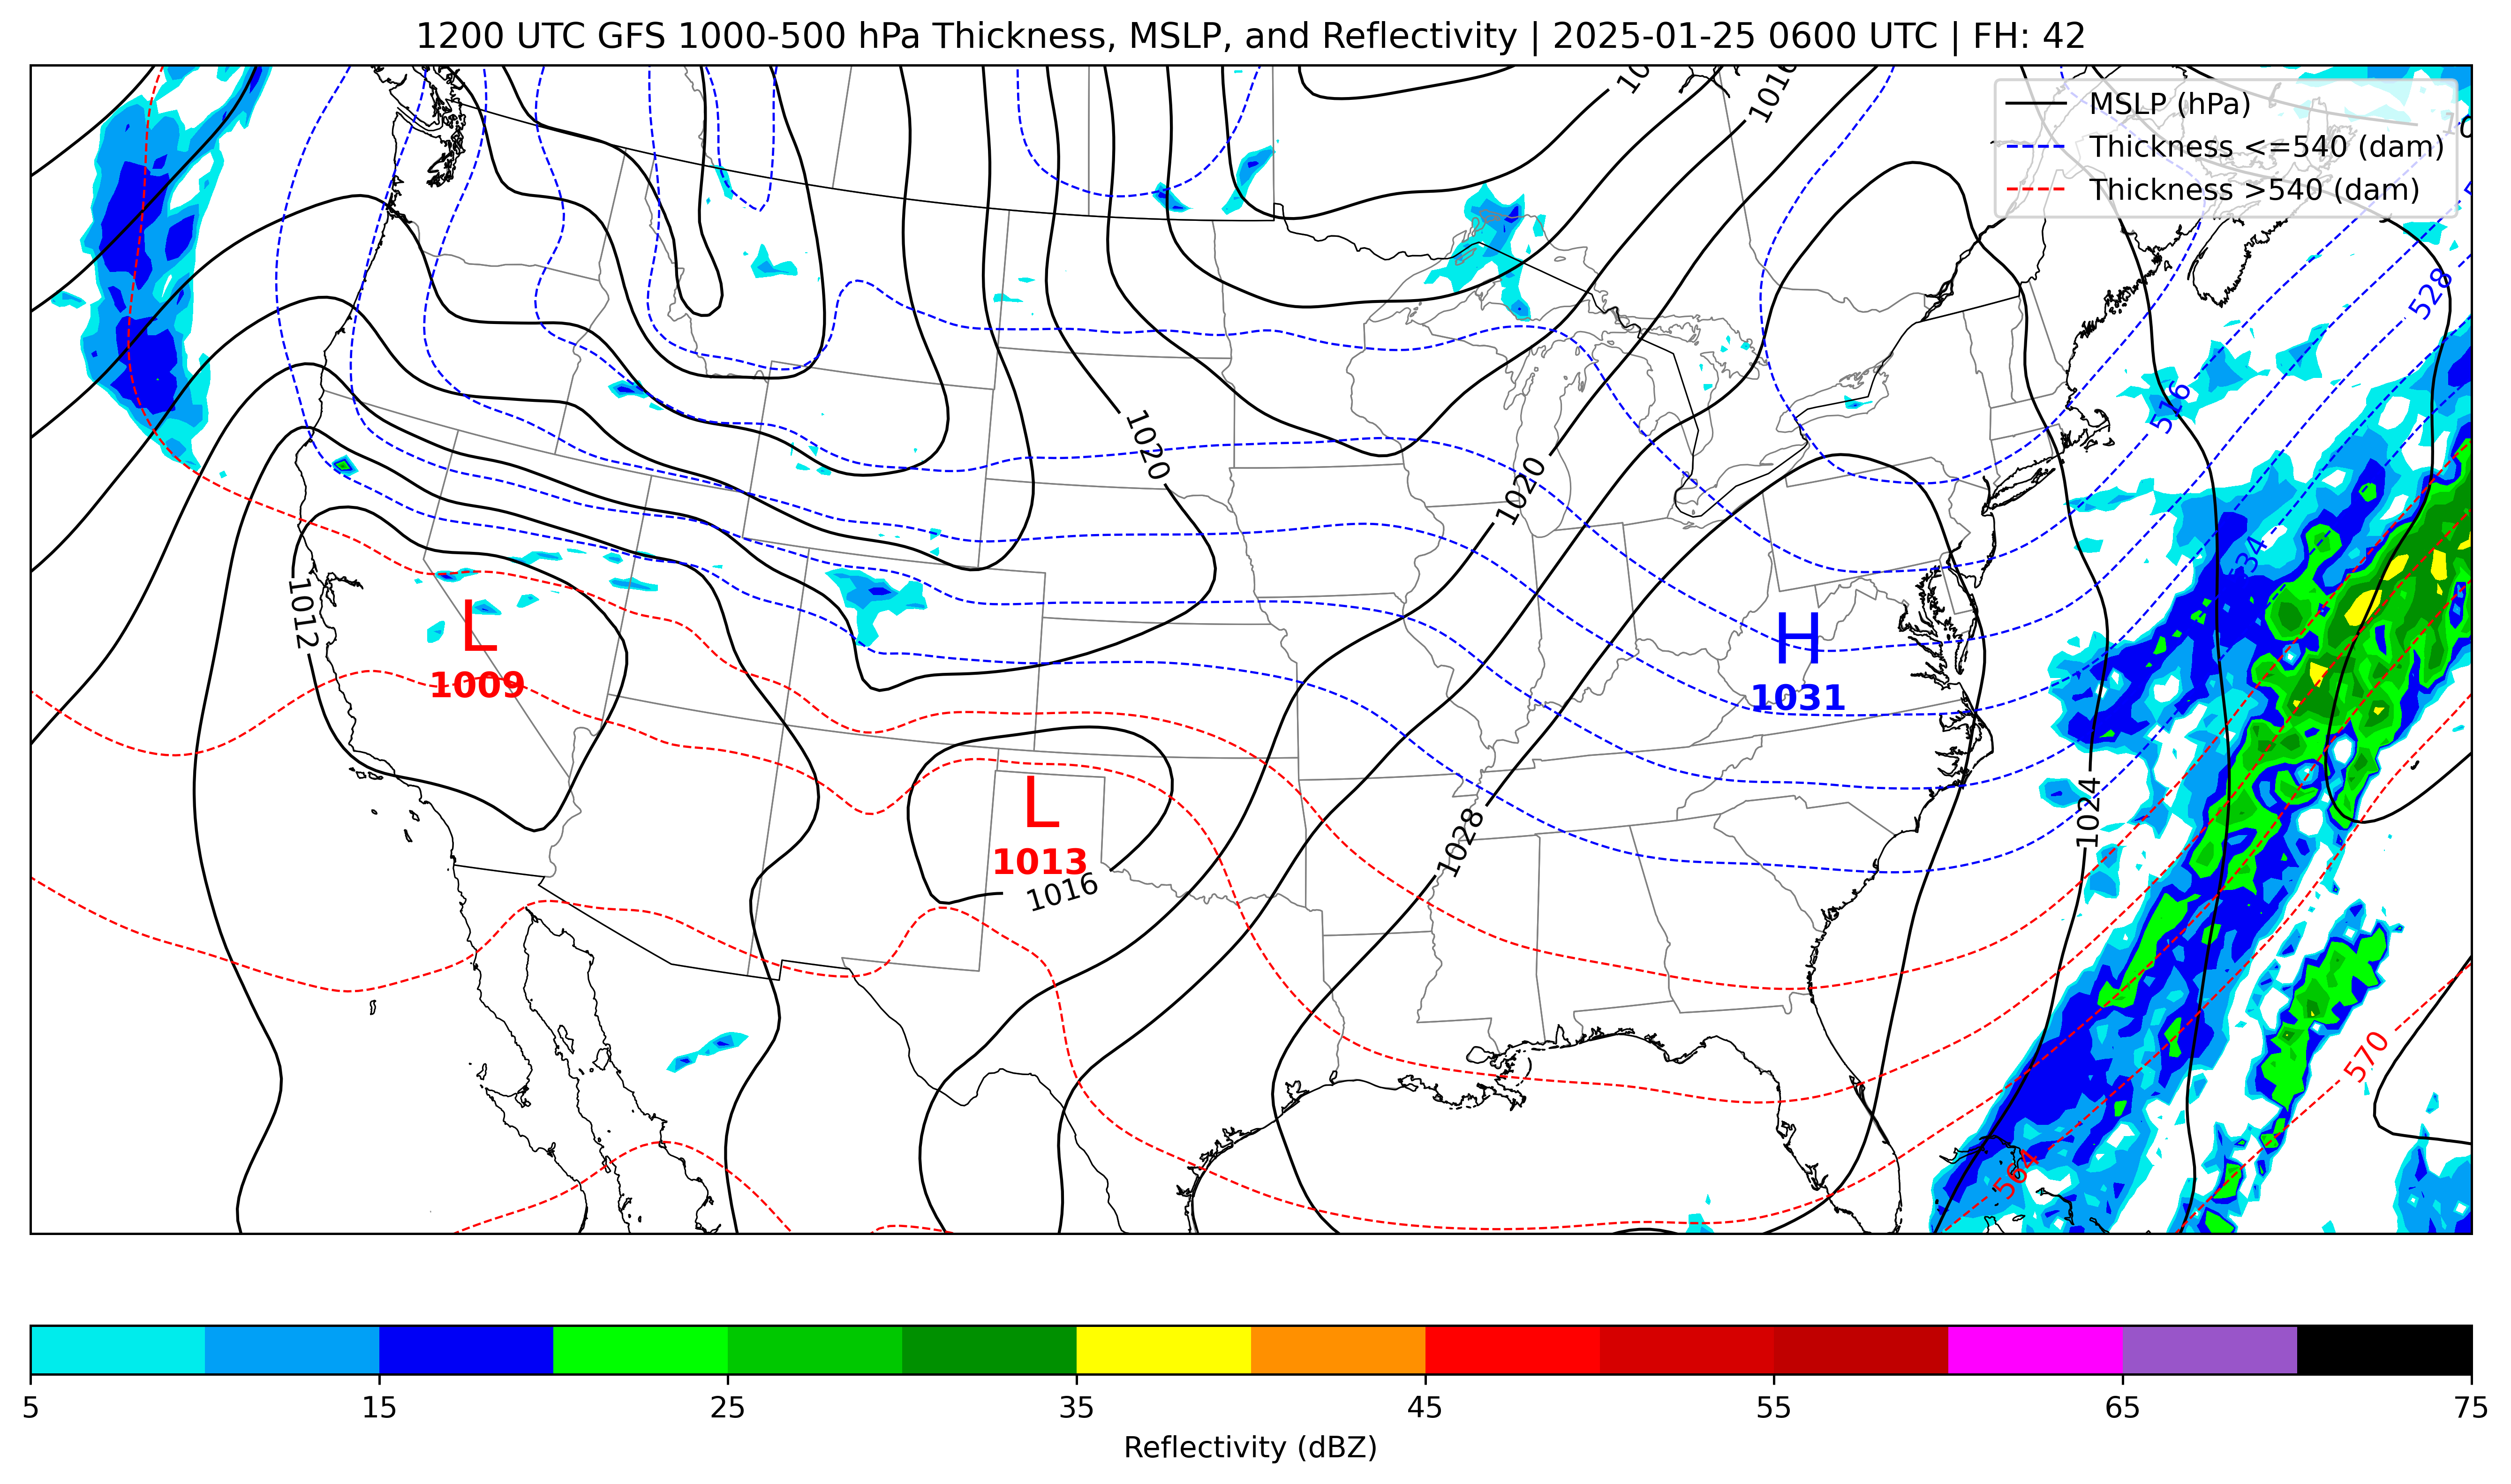 1200 UTC GFS 1000-500 hPa Thickness, MSLP, and Reflectivity | 2025-01-25 0600 UTC | FH: 42
MSLP (hPa)
Thickness <=540 (dam)
Thickness >540 (dam)
1016
528
516
1020
1020
534
1012
L
1009
H
1031
L
1013
1016
1028
1024
570
564
5 15 25 35 45 55 65 75
Reflectivity (dBZ)